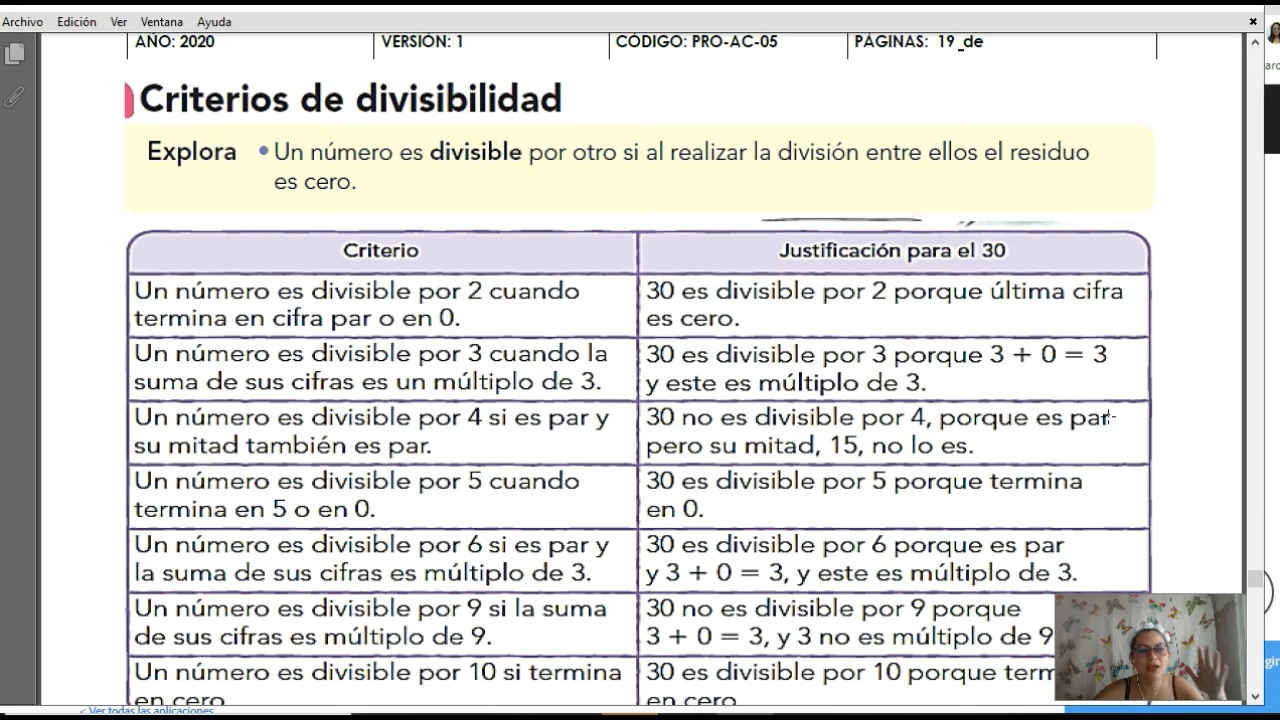 Archivo Edición Ver Ventana Ayuda
AÑO: 2020 VERSIÓN: 1 CÓDIGO: PRO-AC-05 PÁGINAS: 19 _de
Criterios de divisibilidad
Explora • Un número es divisible por otro si al realizar la división entre ellos el residuo
es cero.
Criterio Justificación para el 30
Un número es divisible por 2 cuando
termina en cifra par o en 0.
30 es divisible por 2 porque última cifra
es cero.
Un número es divisible por 3 cuando la
suma de sus cifras es un múltiplo de 3.
30 es divisible por 3 porque 3 + 0 = 3
y este es múltiplo de 3.
Un número es divisible por 4 si es par y
su mitad también es par.
30 no es divisible por 4, porque es par
pero su mitad, 15, no lo es.
Un número es divisible por 5 cuando
termina en 5 o en 0.
30 es divisible por 5 porque termina
en 0.
Un número es divisible por 6 si es par y
la suma de sus cifras es múltiplo de 3.
30 es divisible por 6 porque es par
y 3 + 0 = 3, y este es múltiplo de 3.
Un número es divisible por 9 si la suma
de sus cifras es múltiplo de 9.
30 no es divisible por 9 porque
3 + 0 = 3, y 3 no es múltiplo de 9
Un número es divisible por 10 si termina
en cero
30 es divisible por 10 porque term
en cero
< Ver todas las aplicaciones